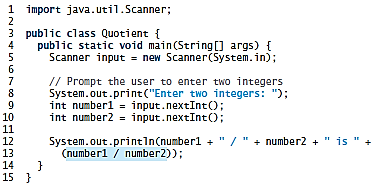 1 import java.util.Scanner;
2
3 public class Quotient {
4 public static void main(String[] args) {
5 Scanner input = new Scanner(System.in);
6
7 // Prompt the user to enter two integers
8 System.out.print("Enter two integers: ");
9 int number1 = input.nextInt();
10 int number2 = input.nextInt();
11
12 System.out.println(number1 + " / " + number2 + " is " +
13 (number1 / number2));
14 }
15 }